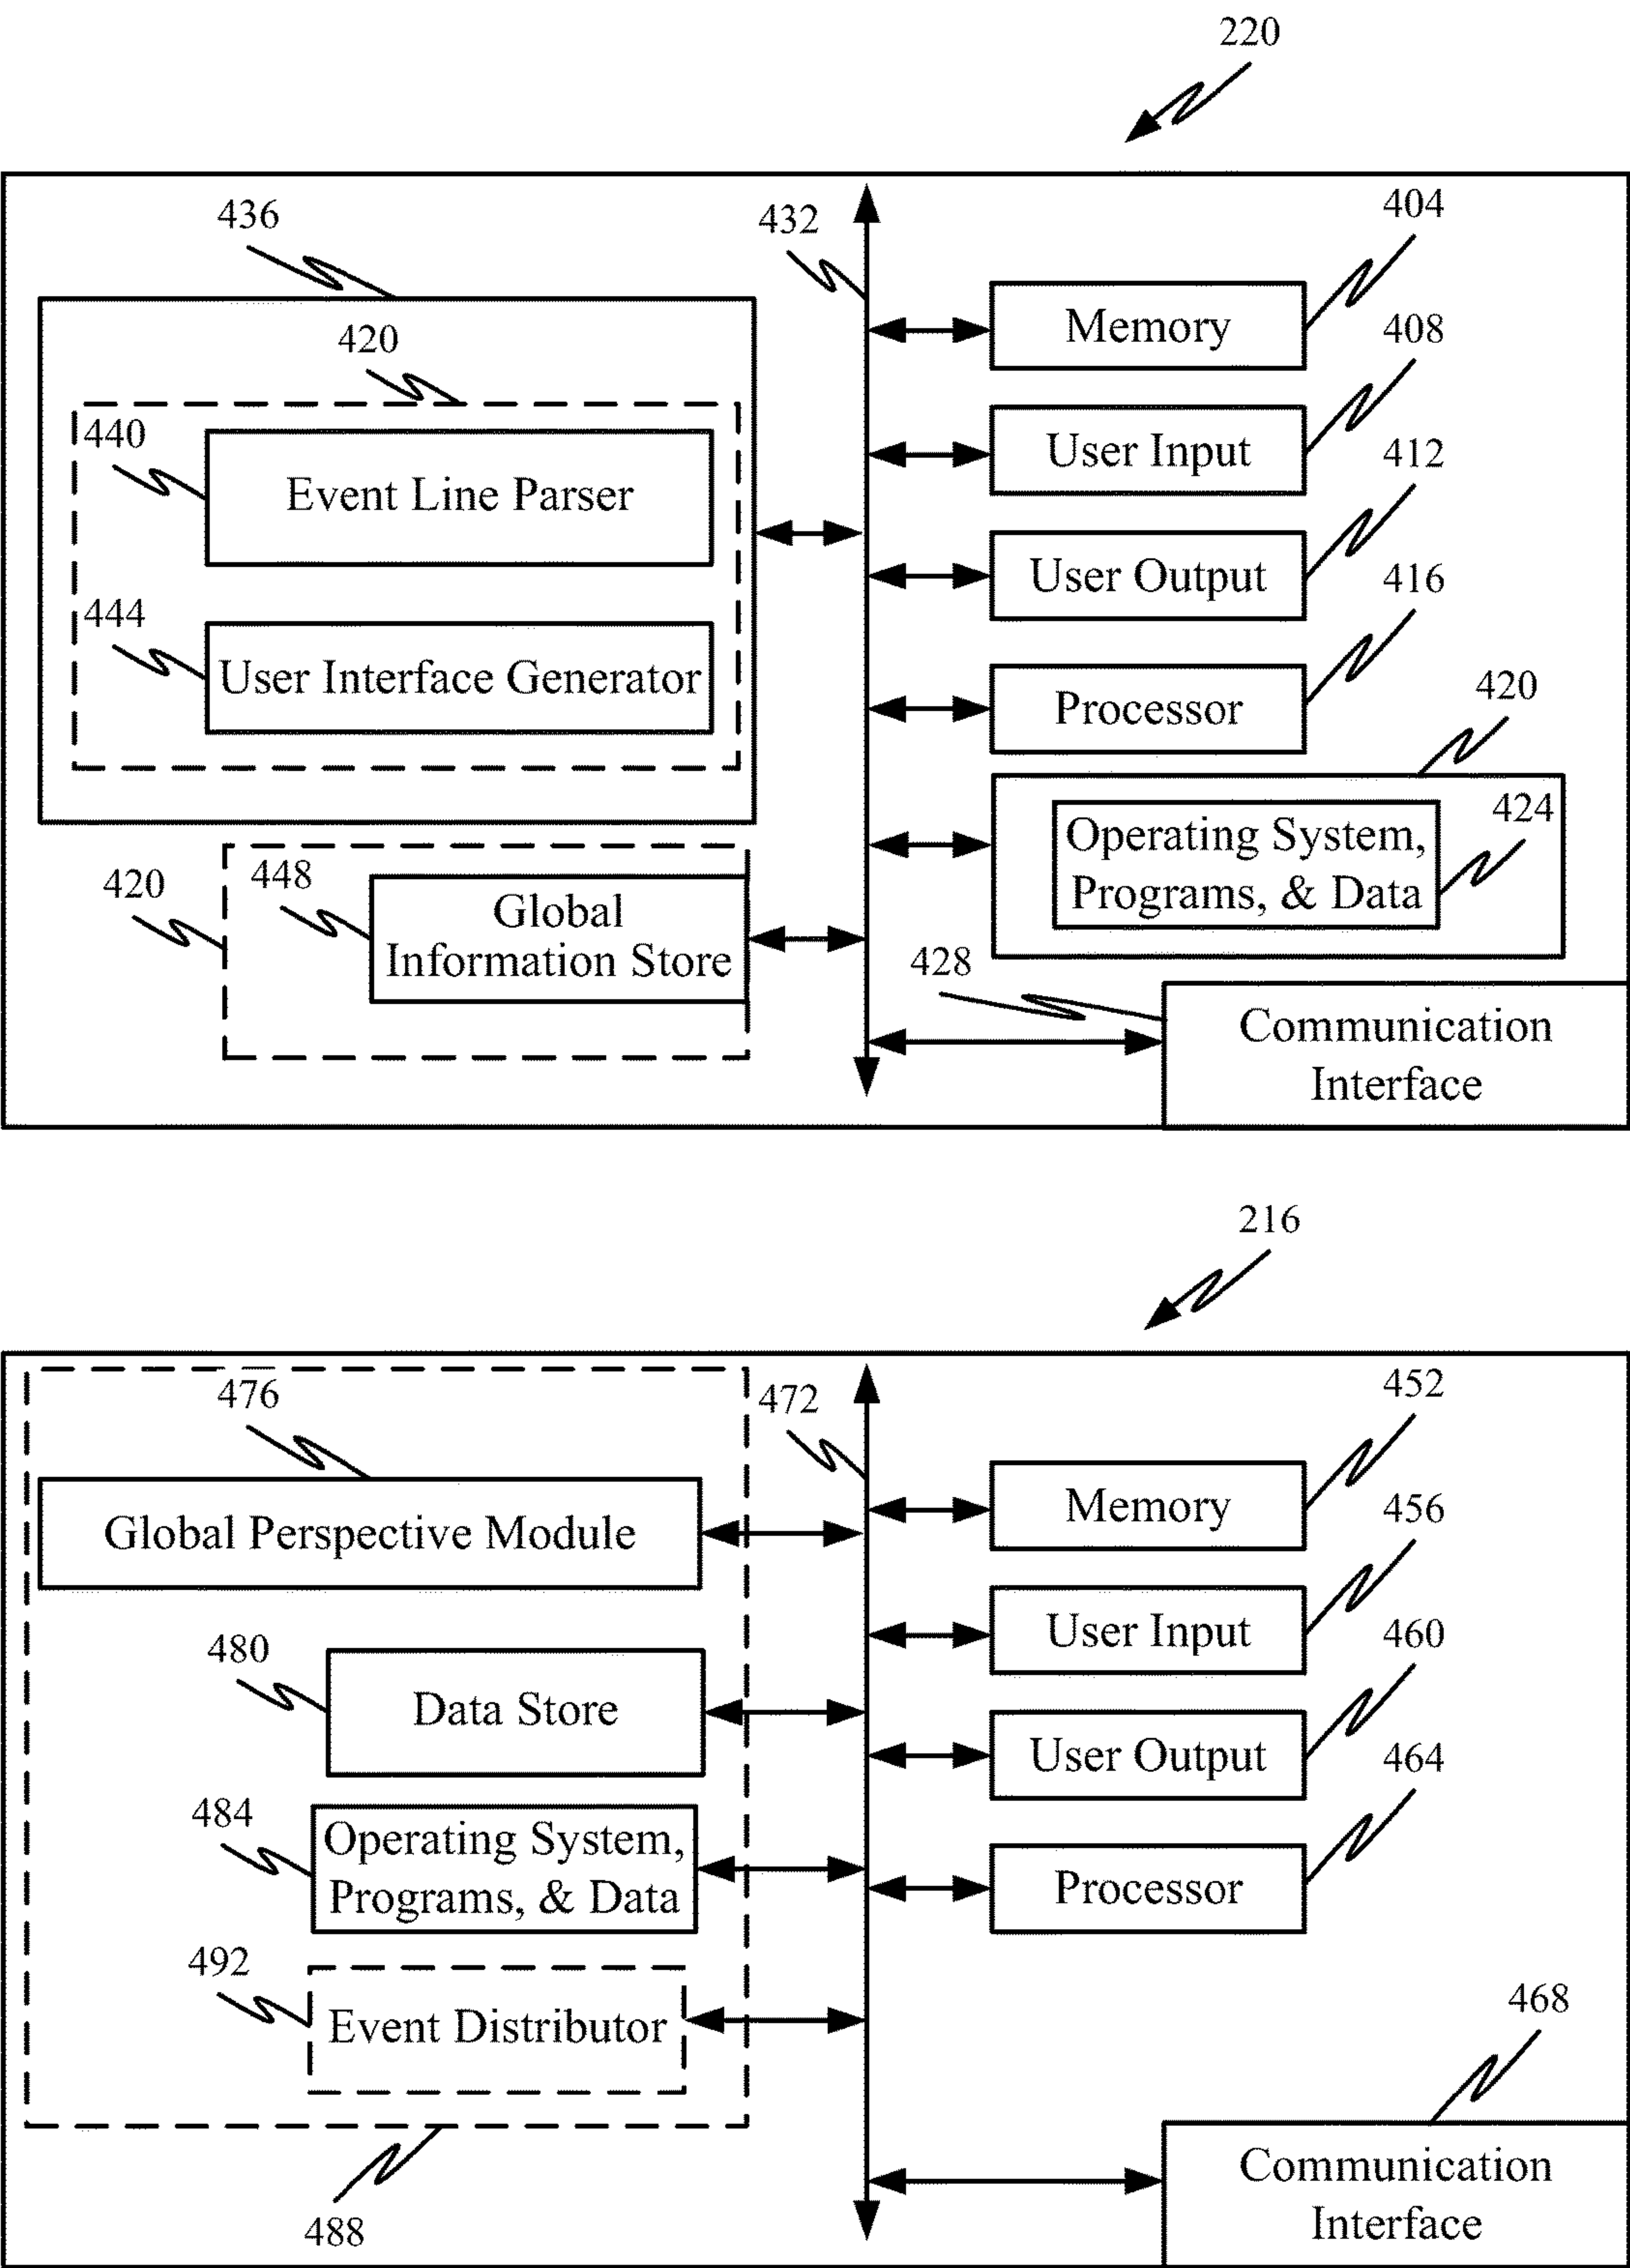 220
436
432
404
Memory
420
408
440
Event Line Parser
User Input
412
User Output
416
444
User Interface Generator
Processor
420
424
Operating System,
Programs, & Data
420
448
Global
Information Store
428
Communication
Interface
216
476
472
452
Global Perspective Module
Memory
456
480
User Input
460
Data Store
User Output
464
484
Operating System,
Programs, & Data
Processor
492
Event Distributor
468
Communication
Interface
488